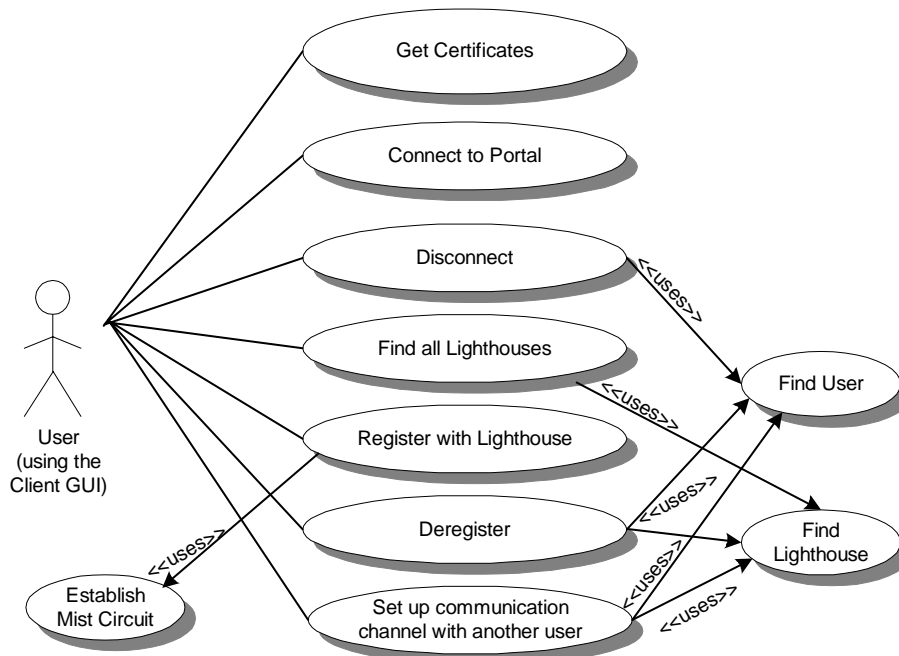 Get Certificates
Connect to Portal
Disconnect
<<uses>>
Find all Lighthouses
Find User
<<uses>>
User
(using the
Client GUI)
Register with Lighthouse
<<uses>>
Deregister
<<uses>>
Find
Lighthouse
<<uses>>
<<uses>>
Establish
Mist Circuit
Set up communication
channel with another user